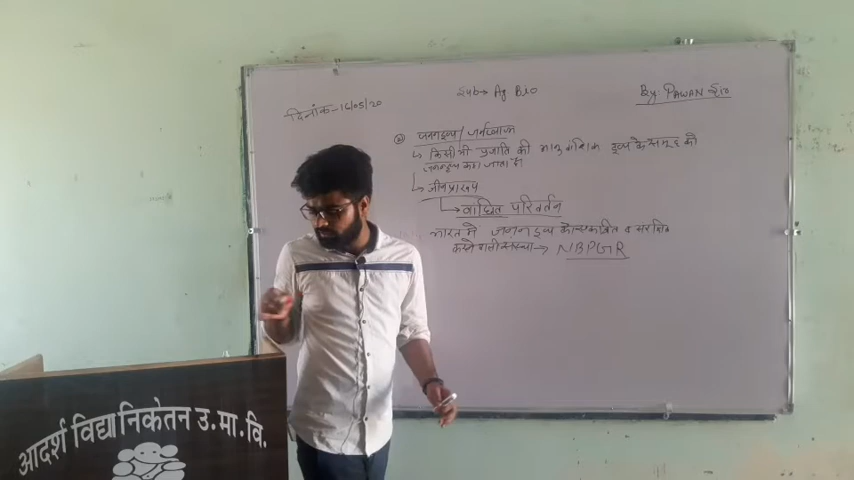 दिनांक - 16/05/20
Sub → Ag Bio
By: PAWAN Sir
जननद्रव्य / जर्मप्लाज्म
↳ किसी भी प्रजाति की आनुवंशिक द्रव्य के समूह को
जननद्रव्य कहा जाता है।
↳ जीनप्रारूप
↳ वांछित परिवर्तन
भारत में जननद्रव्य को एकत्रित व संरक्षित
करने वाली संस्था → NBPGR
आदर्श विद्या निकेतन उ.मा.वि.